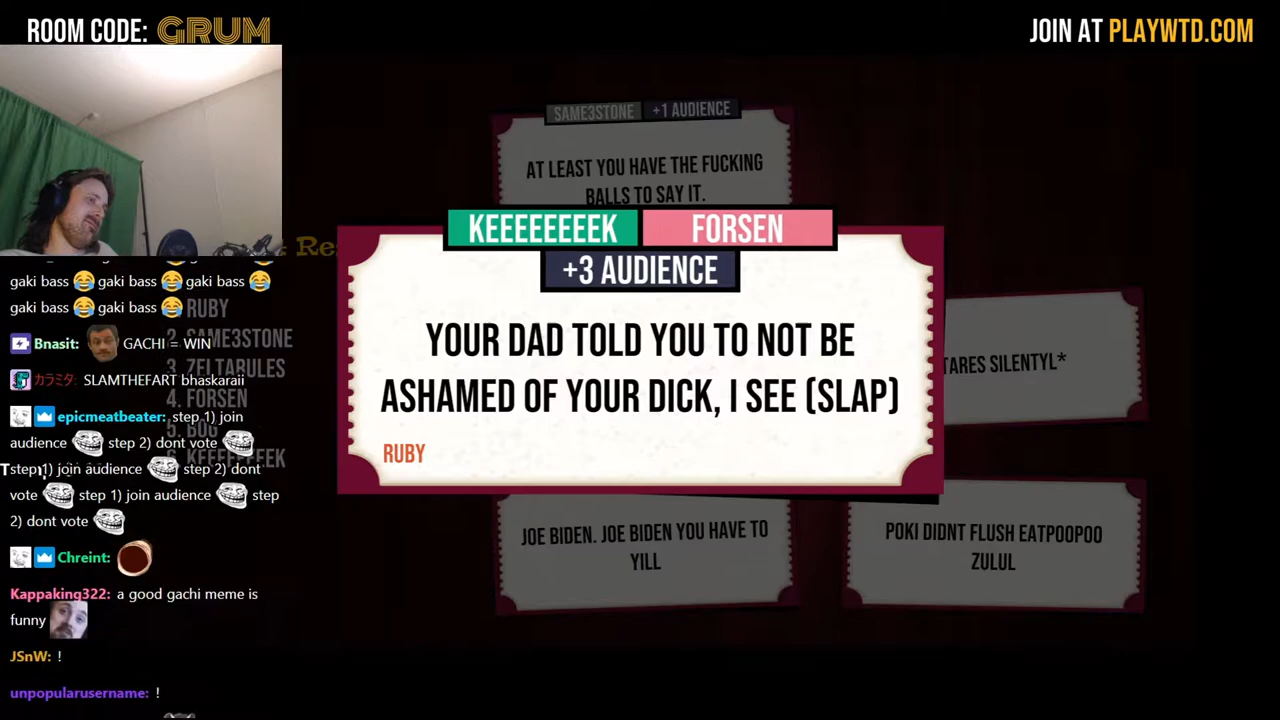 ROOM CODE: GRUM
JOIN AT PLAYWTD.COM
SAME3STONE +1 AUDIENCE
AT LEAST YOU HAVE THE FUCKING
BALLS TO SAY IT.
KEEEEEEEEK FORSEN
+3 AUDIENCE
YOUR DAD TOLD YOU TO NOT BE
ASHAMED OF YOUR DICK, I SEE (SLAP)
RUBY
TARES SILENTYL*
JOE BIDEN. JOE BIDEN YOU HAVE TO
YILL
POKI DIDNT FLUSH EATPOOPOO
ZULUL
Re
RUBY
2. SAME3STONE
3. ZELTABULES
4. FORSEN
5. BUG
6. KEEEEEEEEK
gaki bass 😂 gaki bass 😂 gaki bass 😂
gaki bass 😂 gaki bass 😂
Bnasit: GACHI = WIN
カラミタ: SLAMTHEFART bhaskaraii
epicmeatbeater: step 1) join
audience step 2) dont vote
step 1) join audience step 2) dont
vote step 1) join audience step
2) dont vote
Chreint:
Kappaking322: a good gachi meme is
funny
JSnW: !
unpopularusername: !